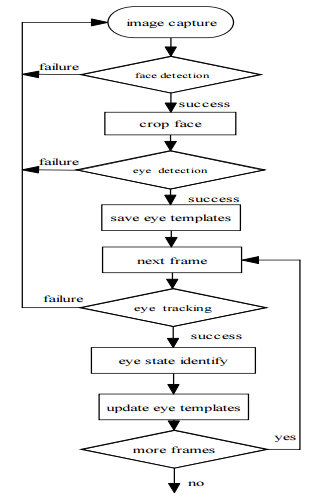 image capture
failure
face detection
success
crop face
failure
eye detection
success
save eye templates
next frame
failure
eye tracking
success
eye state identify
update eye templates
yes
more frames
no